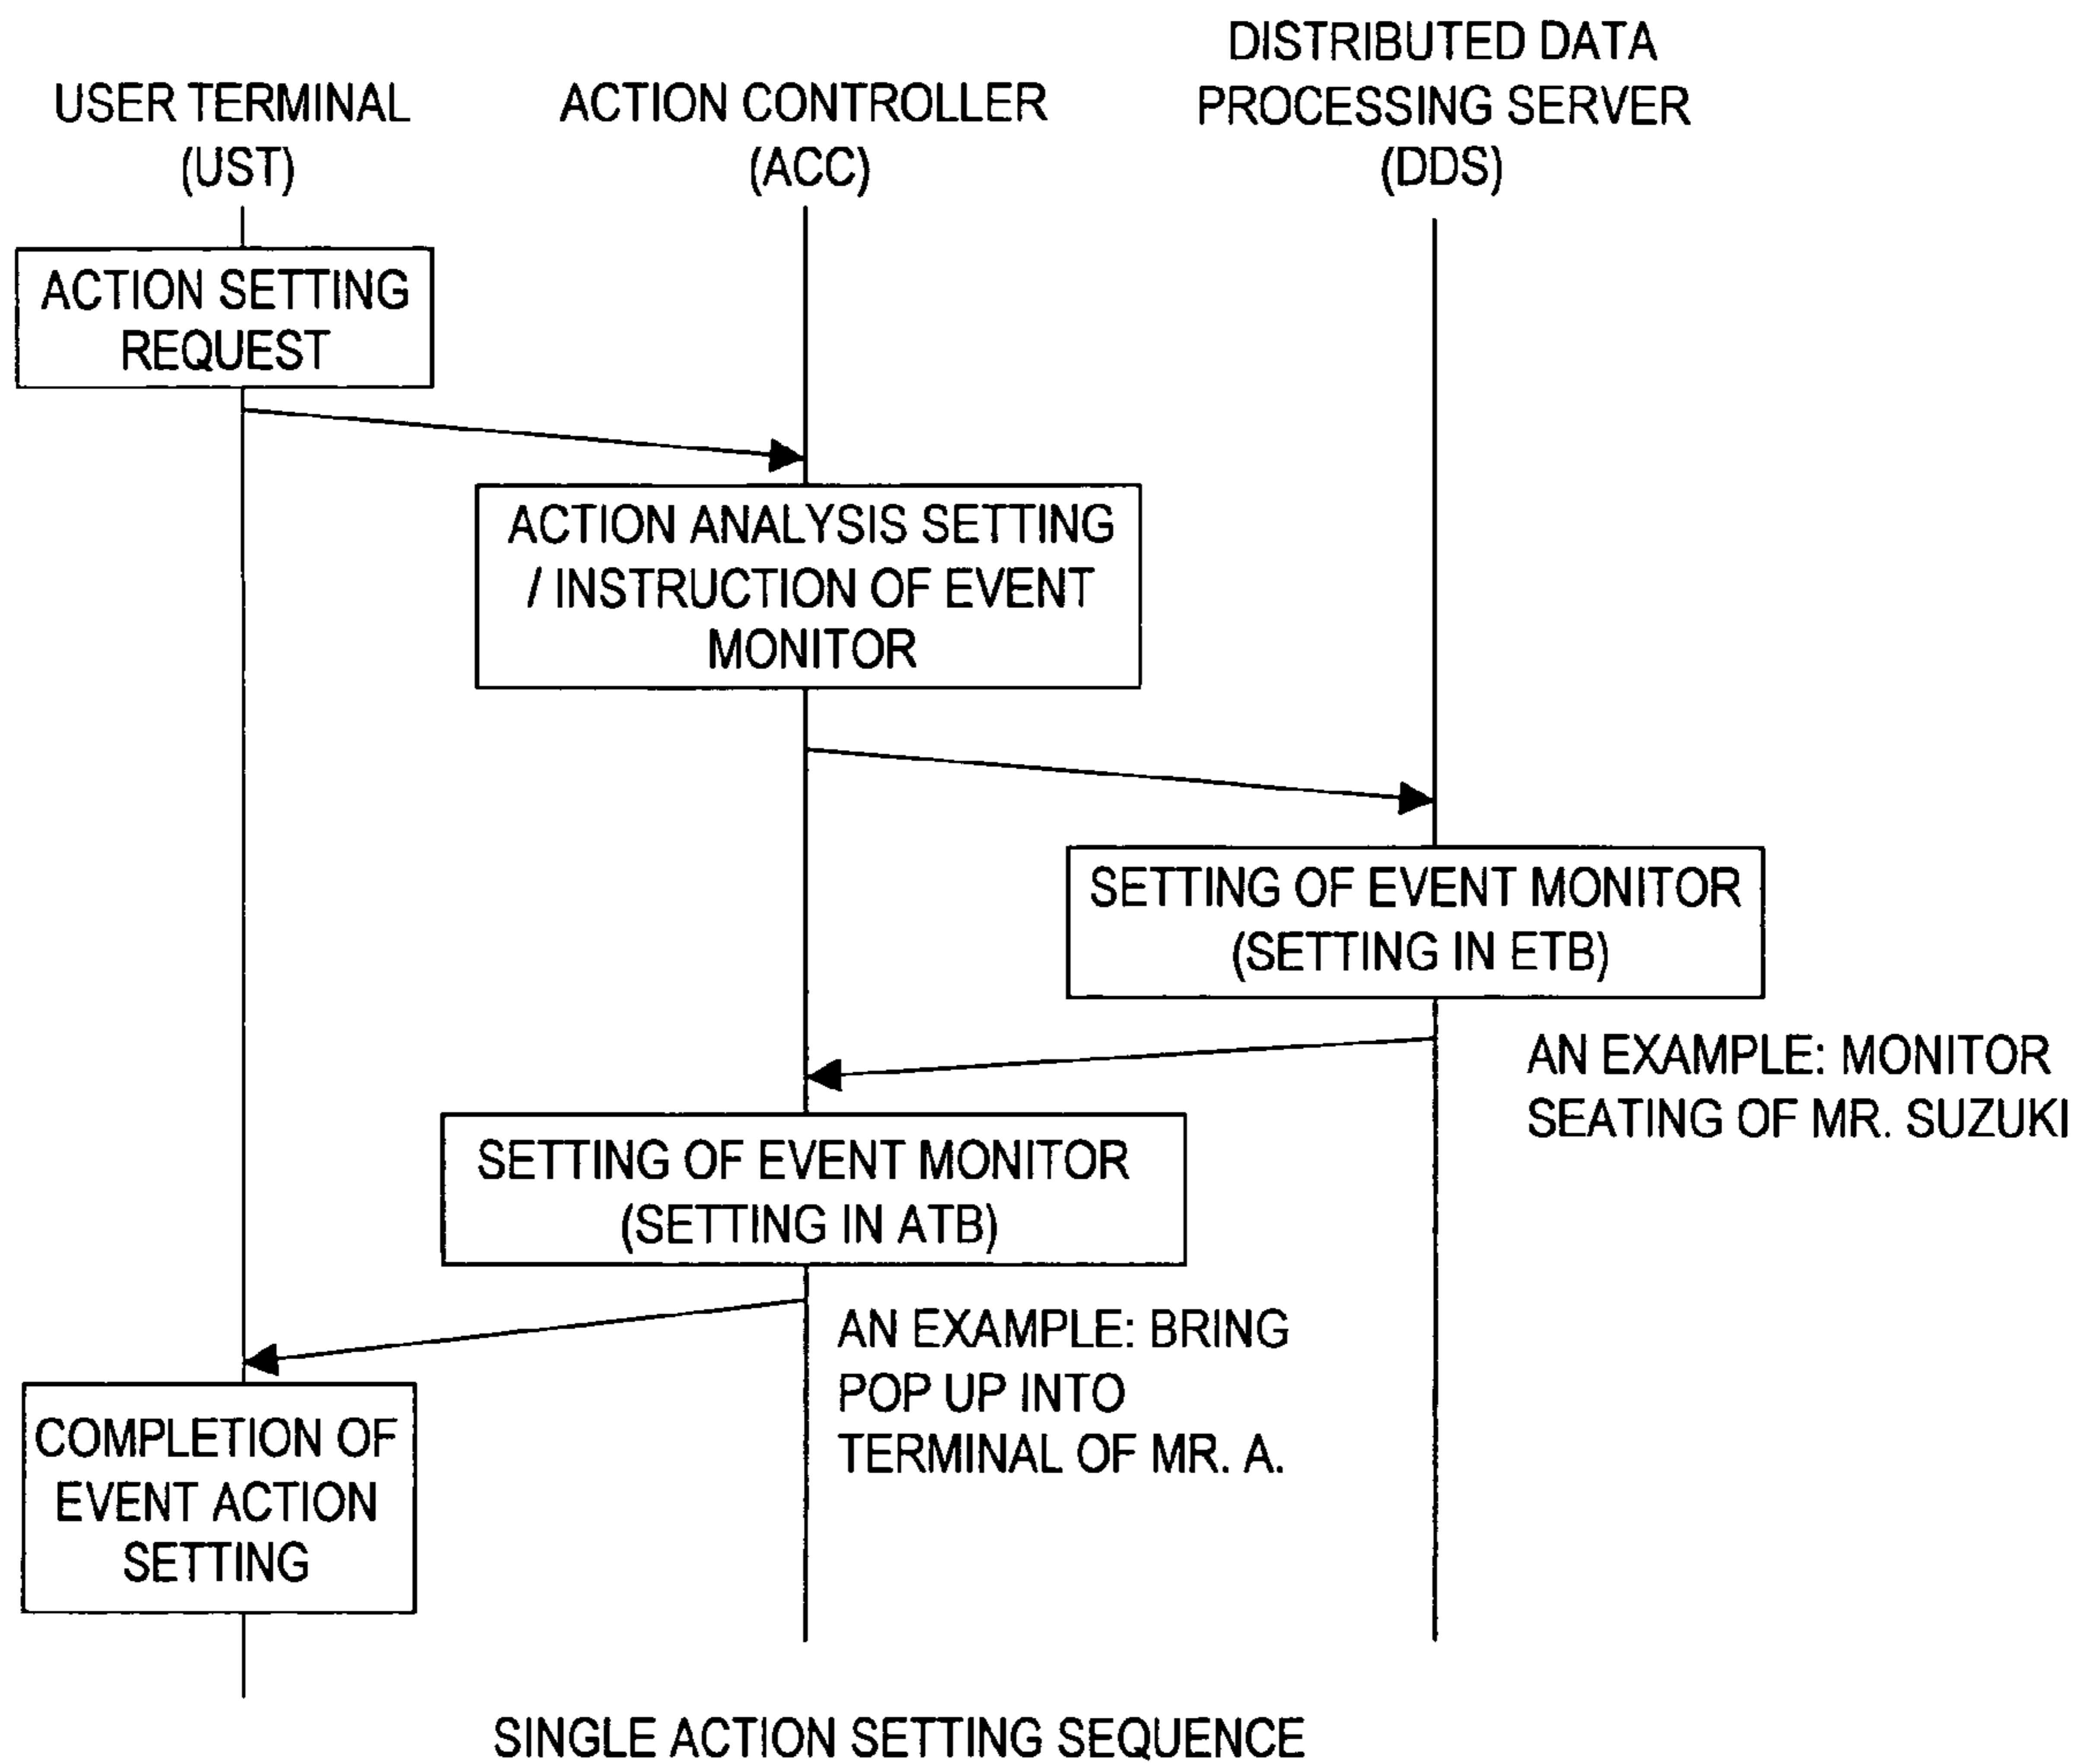 USER TERMINAL
(UST)
ACTION CONTROLLER
(ACC)
DISTRIBUTED DATA
PROCESSING SERVER
(DDS)
ACTION SETTING
REQUEST
ACTION ANALYSIS SETTING
/ INSTRUCTION OF EVENT
MONITOR
SETTING OF EVENT MONITOR
(SETTING IN ETB)
AN EXAMPLE: MONITOR
SEATING OF MR. SUZUKI
SETTING OF EVENT MONITOR
(SETTING IN ATB)
AN EXAMPLE: BRING
POP UP INTO
TERMINAL OF MR. A.
COMPLETION OF
EVENT ACTION
SETTING
SINGLE ACTION SETTING SEQUENCE